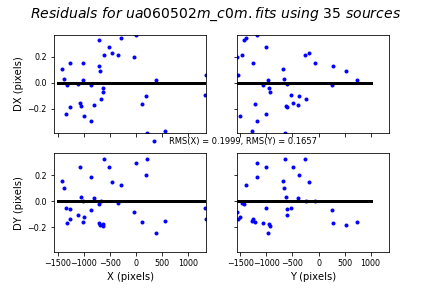 Residuals for ua060502m_c0m.fits using 35 sources
DX (pixels)
0.2
0.0
−0.2
RMS(X) = 0.1999, RMS(Y) = 0.1657
DY (pixels)
0.2
0.0
−0.2
−1500 −1000 −500 0 500 1000
−1500 −1000 −500 0 500 1000
X (pixels)
Y (pixels)